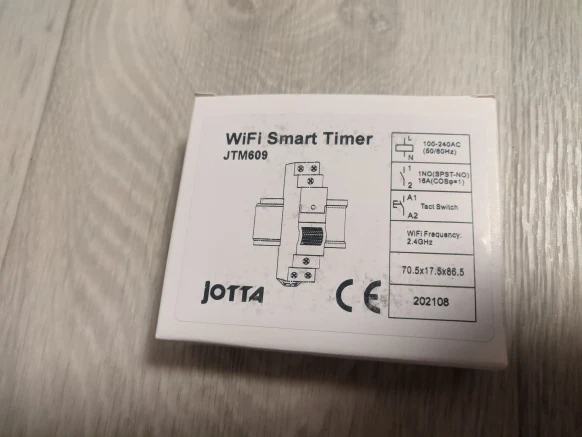 WiFi Smart Timer
JTM609
L
N
100-240AC
(50/60Hz)
1
2
1NO(SPST-NO)
16A(COSφ=1)
A1
A2
Tact Switch
WiFi Frequency:
2.4GHz
70.5x17.5x86.5
202108
JOTTA
CE